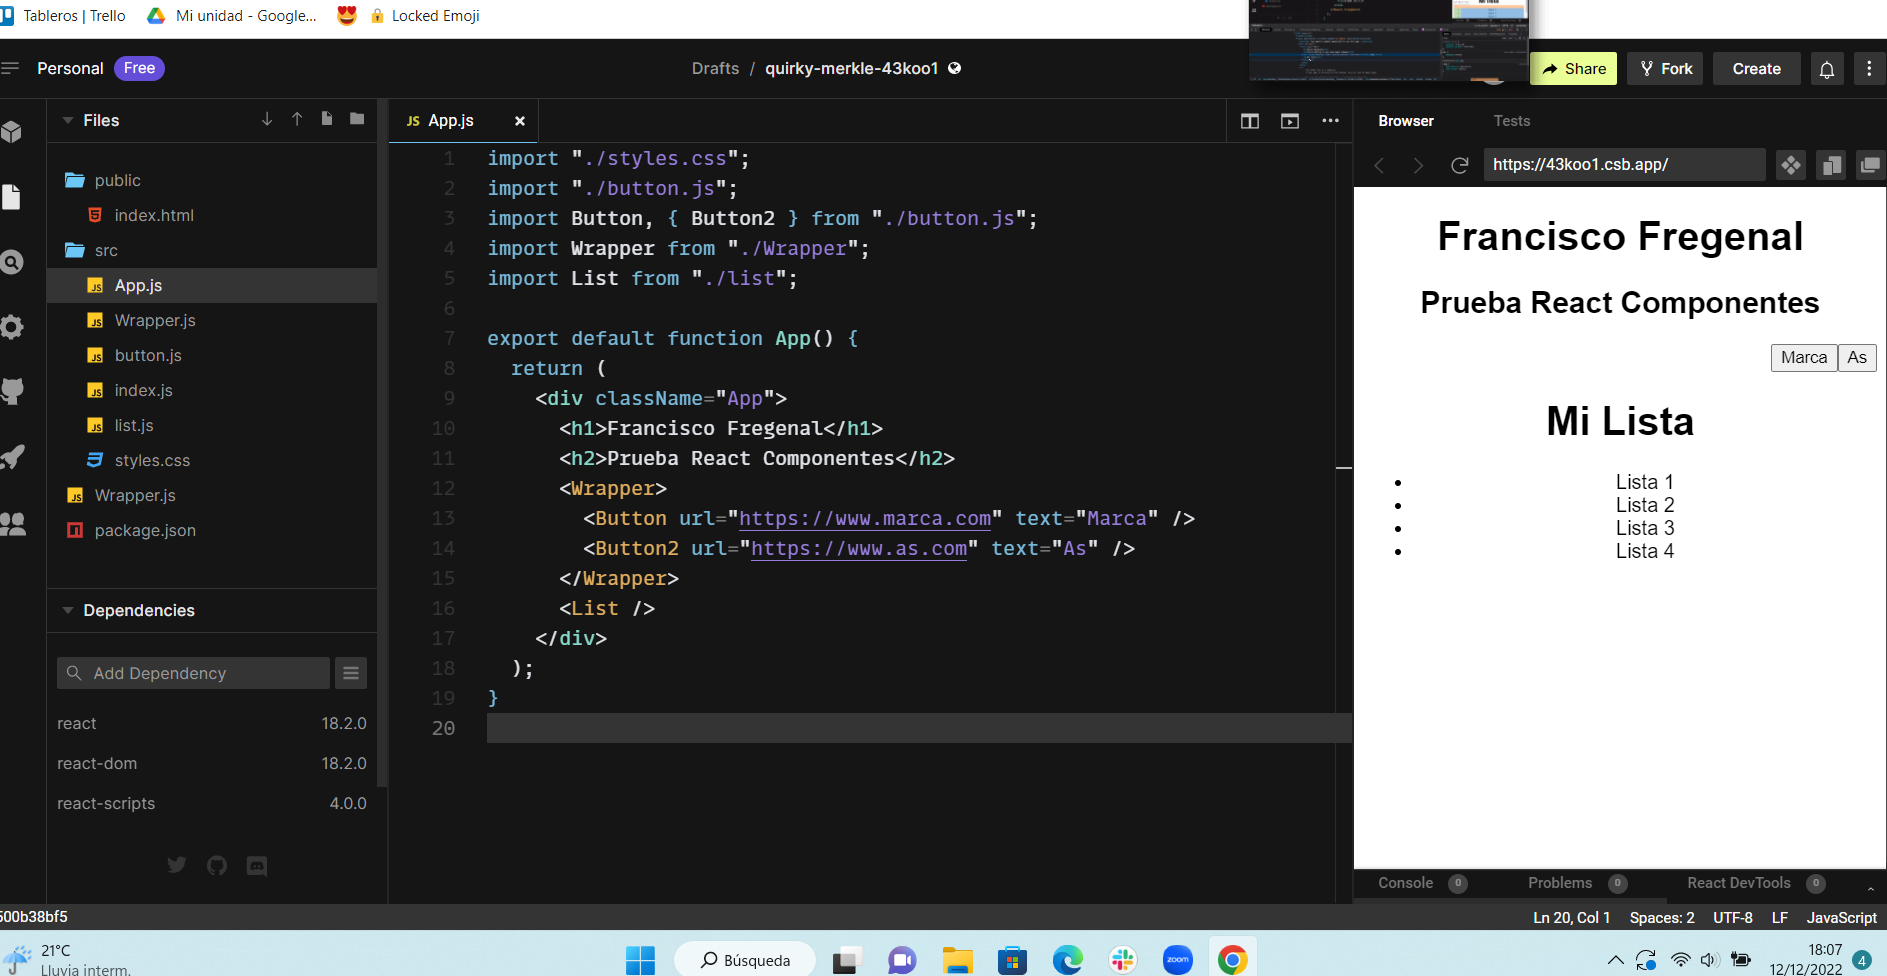 Tableros | Trello
Mi unidad - Google...
Locked Emoji
Personal Free
Drafts / quirky-merkle-43koo1
Share
Fork
Create
Files
public
index.html
src
App.js
Wrapper.js
button.js
index.js
list.js
styles.css
Wrapper.js
package.json
Dependencies
Add Dependency
react 18.2.0
react-dom 18.2.0
react-scripts 4.0.0
JS App.js
1 import "./styles.css";
2 import "./button.js";
3 import Button, { Button2 } from "./button.js";
4 import Wrapper from "./Wrapper";
5 import List from "./list";
6
7 export default function App() {
8 return (
9 <div className="App">
10 <h1>Francisco Fregenal</h1>
11 <h2>Prueba React Componentes</h2>
12 <Wrapper>
13 <Button url="https://www.marca.com" text="Marca" />
14 <Button2 url="https://www.as.com" text="As" />
15 </Wrapper>
16 <List />
17 </div>
18 );
19 }
20
Browser Tests
https://43koo1.csb.app/
Francisco Fregenal
Prueba React Componentes
Marca As
Mi Lista
Lista 1
Lista 2
Lista 3
Lista 4
Console 0 Problems 0 React DevTools 0
500b38bf5
Ln 20, Col 1 Spaces: 2 UTF-8 LF JavaScript
21°C
Lluvia interm.
Búsqueda
zoom
18:07
12/12/2022
4